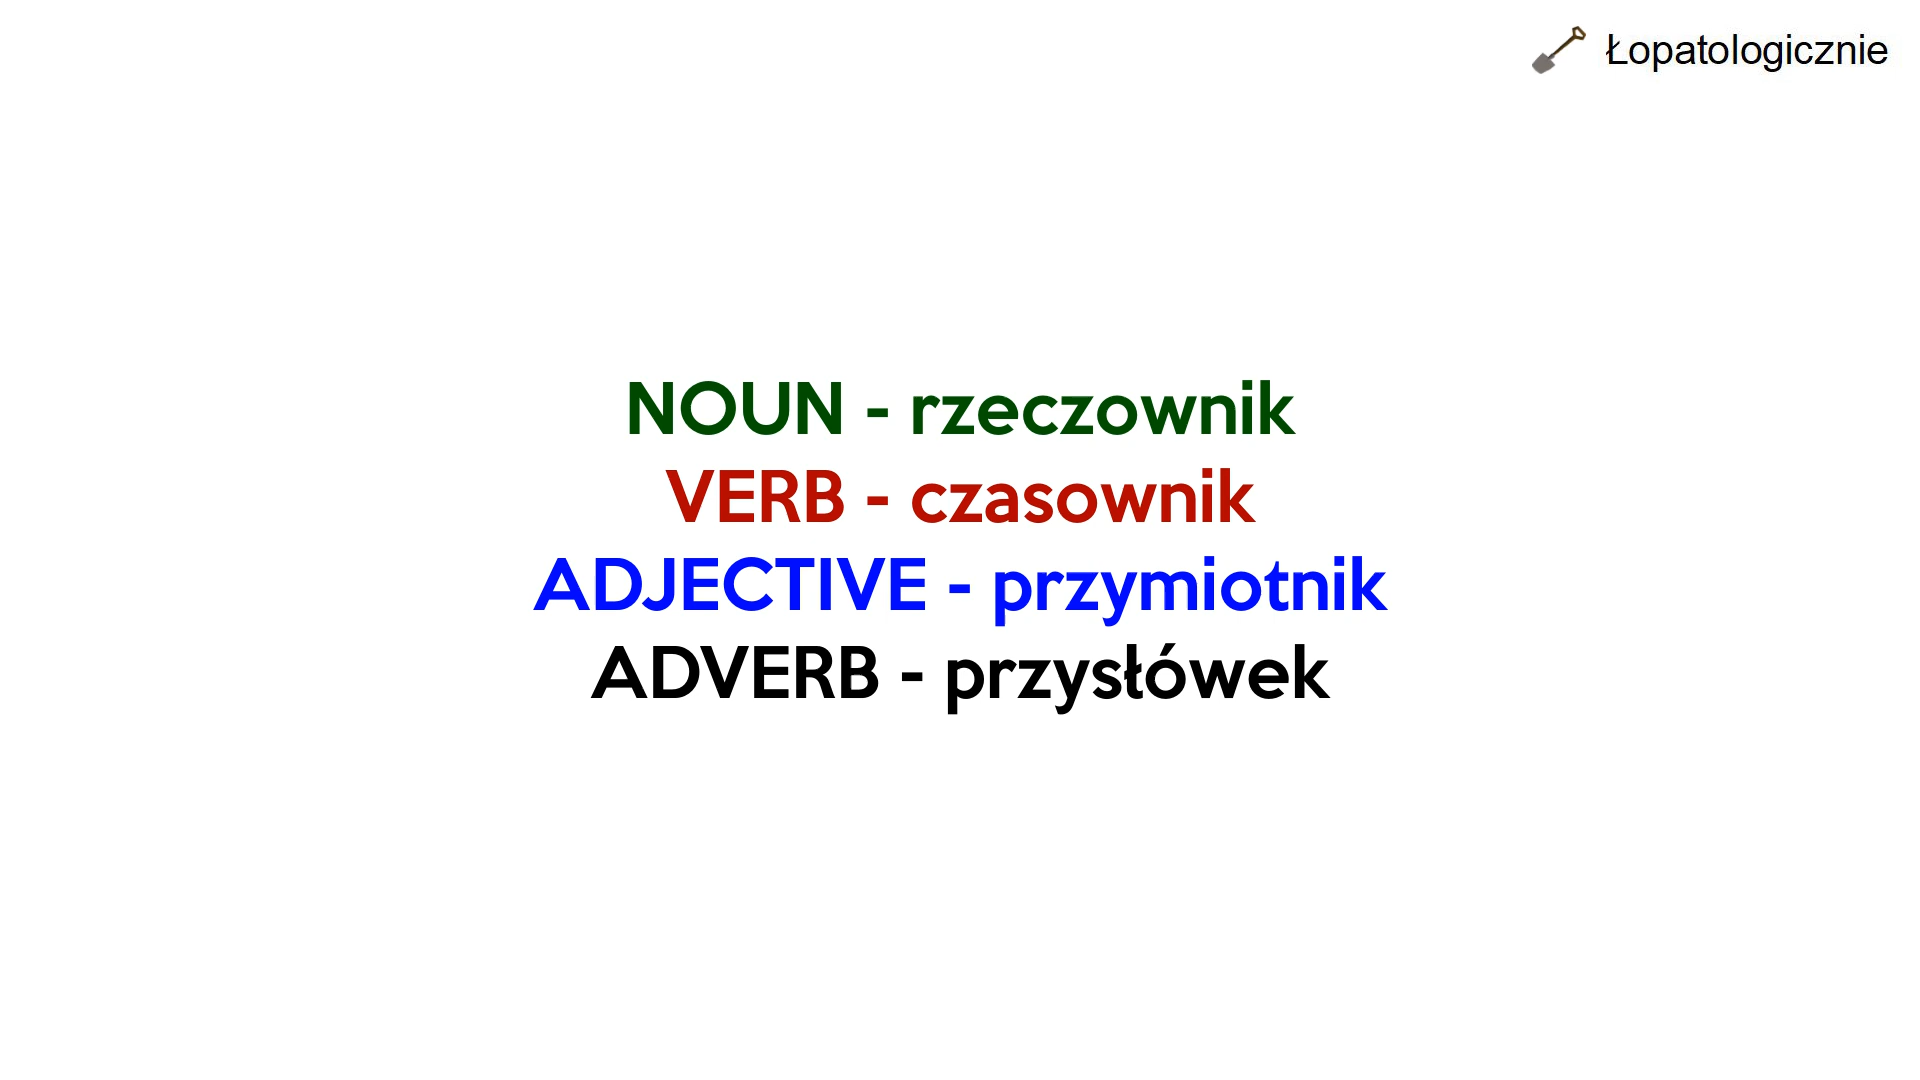 Łopatologicznie
NOUN - rzeczownik
VERB - czasownik
ADJECTIVE - przymiotnik
ADVERB - przysłówek